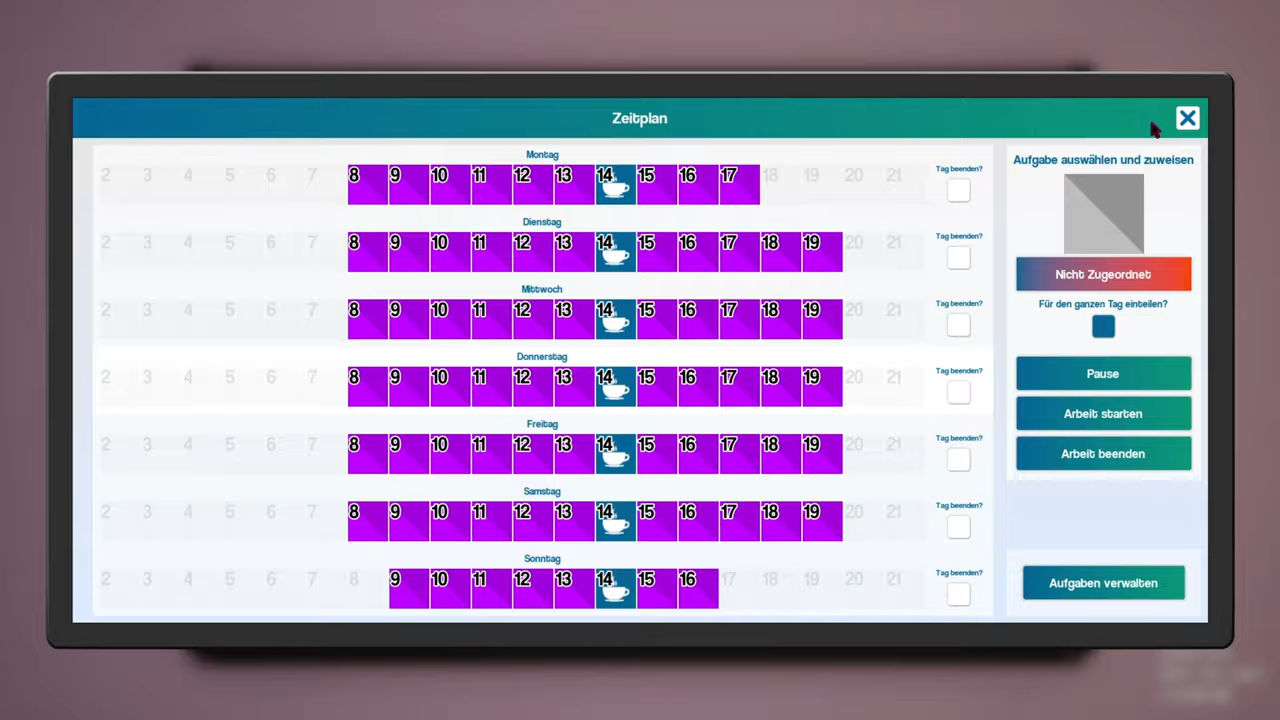 Zeitplan
Montag
2 3 4 5 6 7 8 9 10 11 12 13 14 15 16 17 18 19 20 21
Tag beenden?
Dienstag
2 3 4 5 6 7 8 9 10 11 12 13 14 15 16 17 18 19 20 21
Tag beenden?
Mittwoch
2 3 4 5 6 7 8 9 10 11 12 13 14 15 16 17 18 19 20 21
Tag beenden?
Donnerstag
2 3 4 5 6 7 8 9 10 11 12 13 14 15 16 17 18 19 20 21
Tag beenden?
Freitag
2 3 4 5 6 7 8 9 10 11 12 13 14 15 16 17 18 19 20 21
Tag beenden?
Samstag
2 3 4 5 6 7 8 9 10 11 12 13 14 15 16 17 18 19 20 21
Tag beenden?
Sonntag
2 3 4 5 6 7 8 9 10 11 12 13 14 15 16 17 18 19 20 21
Tag beenden?
Aufgabe auswählen und zuweisen
Nicht Zugeordnet
Für den ganzen Tag einteilen?
Pause
Arbeit starten
Arbeit beenden
Aufgaben verwalten